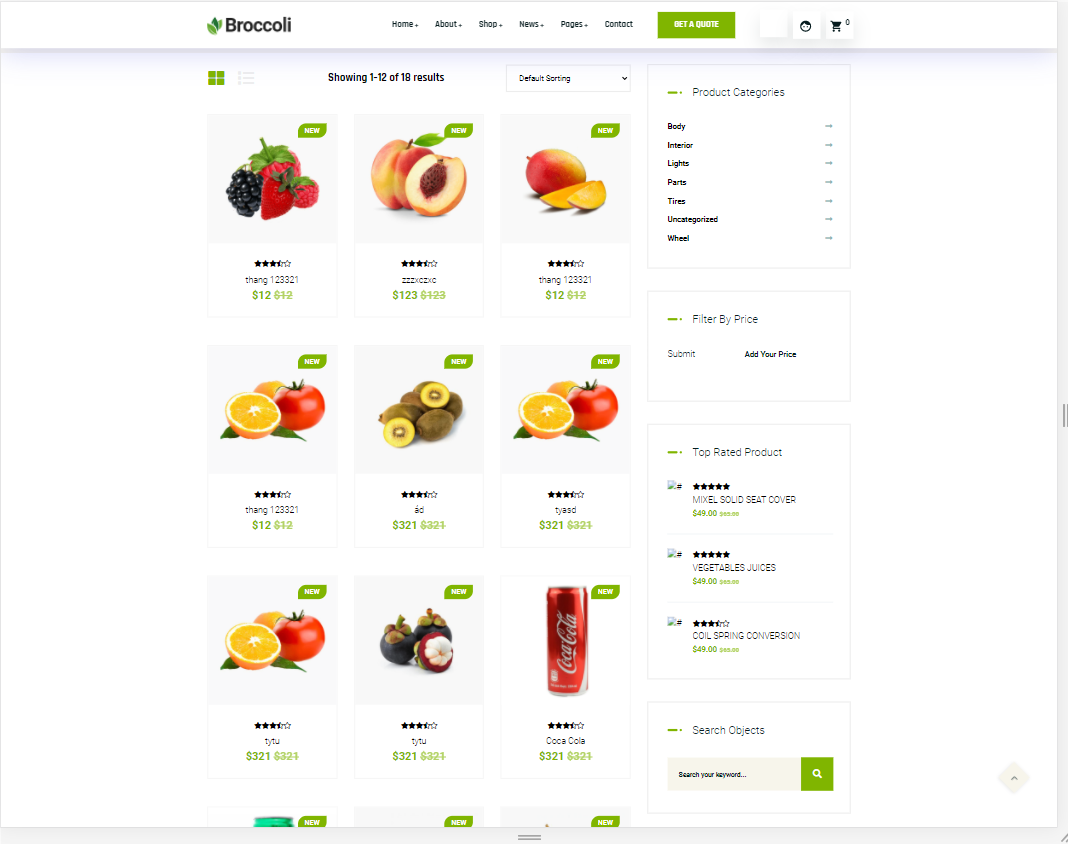 Broccoli
Home + About + Shop + News + Pages + Contact GET A QUOTE 0
Showing 1-12 of 18 results
Default Sorting
NEW NEW NEW
thang 123321 zzzxczxc thang 123321
$12 $12 $123 $123 $12 $12
NEW NEW NEW
thang 123321 ád tyasd
$12 $12 $321 $321 $321 $321
NEW NEW NEW
Coca-Cola
tytu tytu Coca Cola
$321 $321 $321 $321 $321 $321
NEW NEW NEW
Product Categories
Body
Interior
Lights
Parts
Tires
Uncategorized
Wheel
Filter By Price
Submit Add Your Price
Top Rated Product
#
MIXEL SOLID SEAT COVER
$49.00
#
VEGETABLES JUICES
$49.00
#
COIL SPRING CONVERSION
$49.00
Search Objects
Search your keyword...